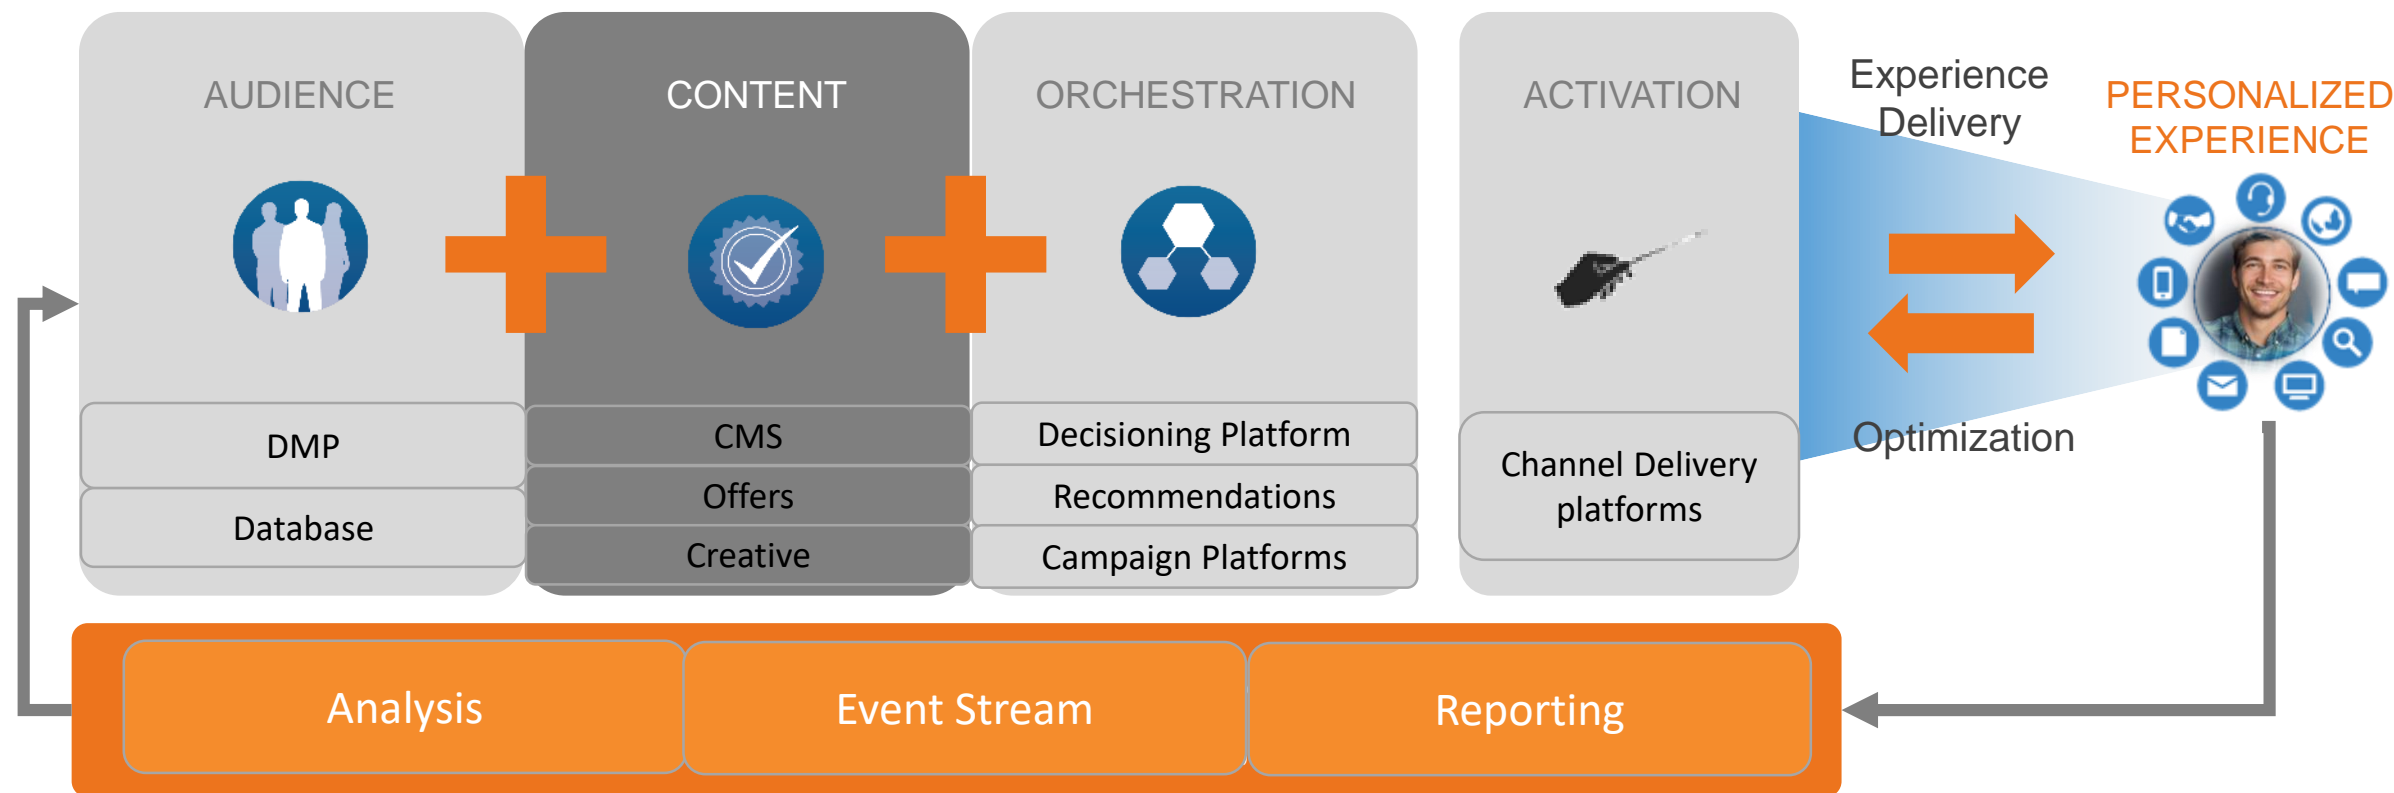 AUDIENCE
CONTENT
ORCHESTRATION
ACTIVATION
Experience
Delivery
PERSONALIZED
EXPERIENCE
DMP
Database
CMS
Offers
Creative
Decisioning Platform
Recommendations
Campaign Platforms
Channel Delivery
platforms
Optimization
Analysis
Event Stream
Reporting